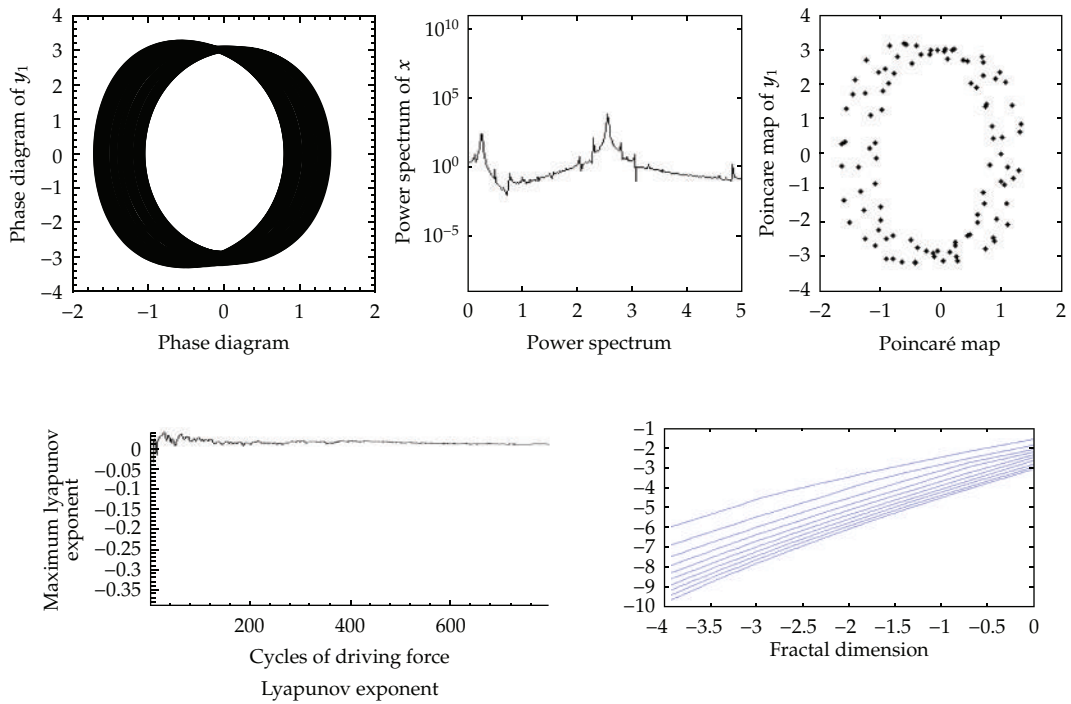 Phase diagram of y1
4
3
2
1
0
−1
−2
−3
−4
−2 −1 0 1 2
Phase diagram
Power spectrum of x
10^10
10^5
10^0
10^−5
0 1 2 3 4 5
Power spectrum
Poincare map of y1
4
3
2
1
0
−1
−2
−3
−4
−2 −1 0 1 2
Poincaré map
Maximum lyapunov
exponent
0
−0.05
−0.1
−0.15
−0.2
−0.25
−0.3
−0.35
200 400 600
Cycles of driving force
Lyapunov exponent
−1
−2
−3
−4
−5
−6
−7
−8
−9
−10
−4 −3.5 −3 −2.5 −2 −1.5 −1 −0.5 0
Fractal dimension